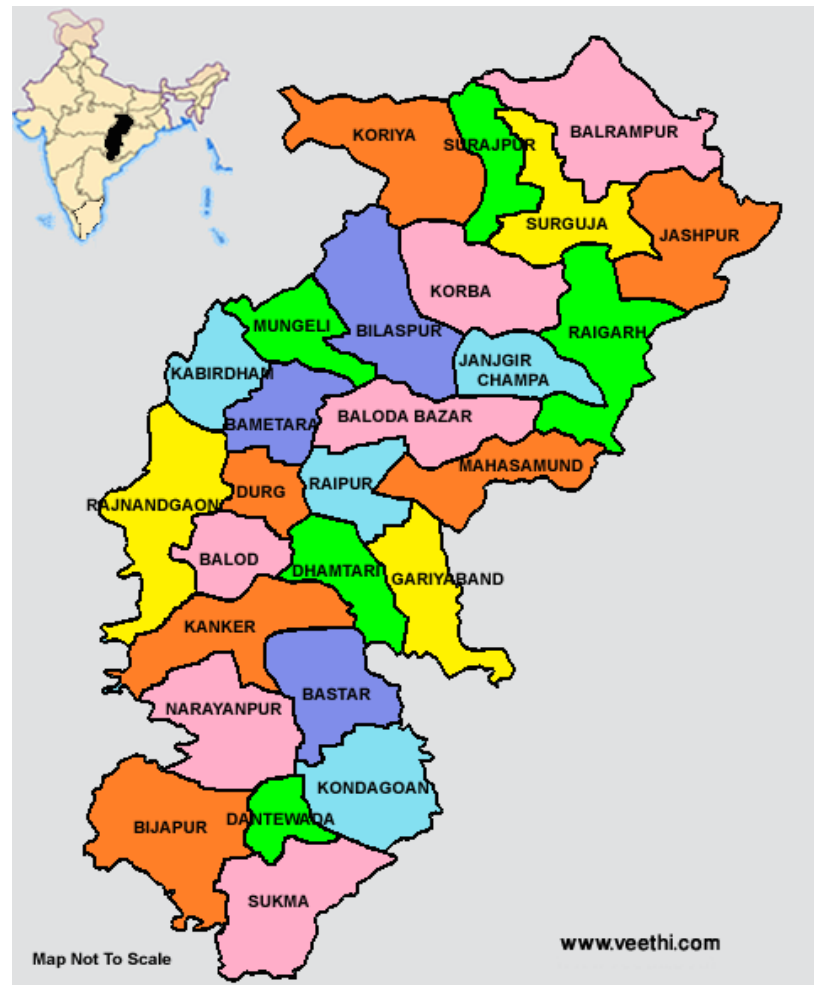 BALRAMPUR
KORIYA
SURAJPUR
SURGUJA
JASHPUR
KORBA
MUNGELI
BILASPUR
RAIGARH
JANJGIR
CHAMPA
KABIRDHAM
BAMETARA
BALODA BAZAR
MAHASAMUND
RAJNANDGAON
DURG
RAIPUR
BALOD
DHAMTARI
GARIYABAND
KANKER
BASTAR
NARAYANPUR
KONDAGOAN
BIJAPUR
DANTEWADA
SUKMA
www.veethi.com
Map Not To Scale